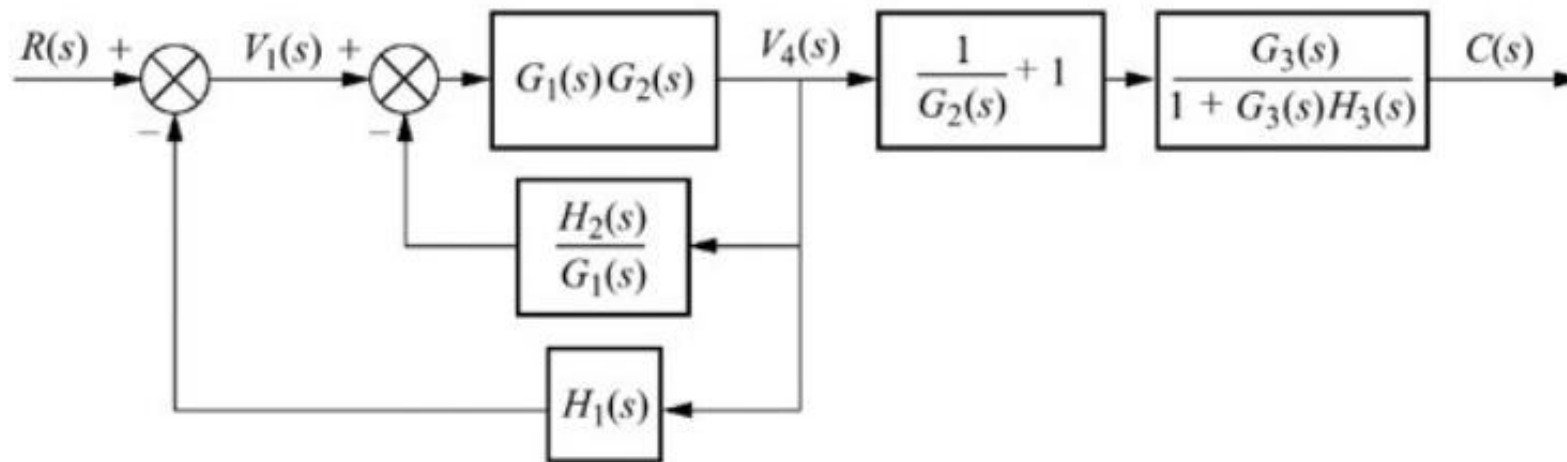 R(s) +
V₁(s) +
G₁(s)G₂(s)
V₄(s)
1
G₂(s)
+ 1
G₃(s)
1 + G₃(s)H₃(s)
C(s)
−
−
H₂(s)
G₁(s)
H₁(s)